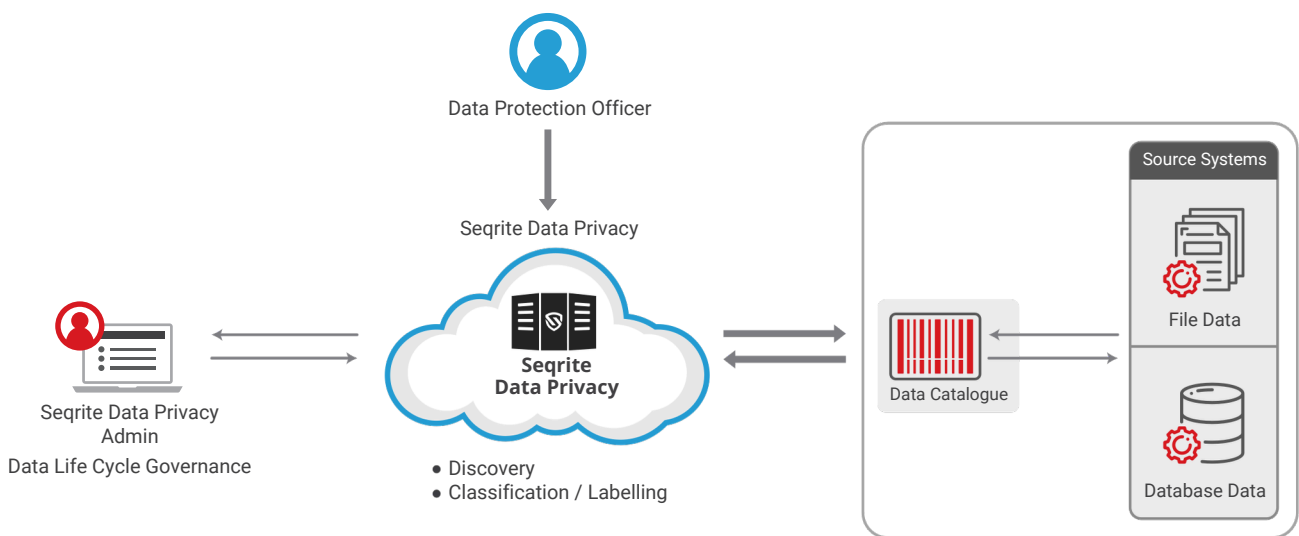 Data Protection Officer
Seqrite Data Privacy
Seqrite
Data Privacy
• Discovery
• Classification / Labelling
Seqrite Data Privacy
Admin
Data Life Cycle Governance
Data Catalogue
Source Systems
File Data
Database Data